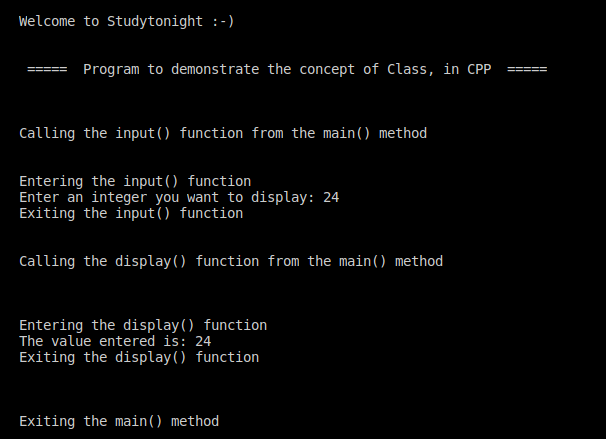 Welcome to Studytonight :-)
===== Program to demonstrate the concept of Class, in CPP =====
Calling the input() function from the main() method
Entering the input() function
Enter an integer you want to display: 24
Exiting the input() function
Calling the display() function from the main() method
Entering the display() function
The value entered is: 24
Exiting the display() function
Exiting the main() method